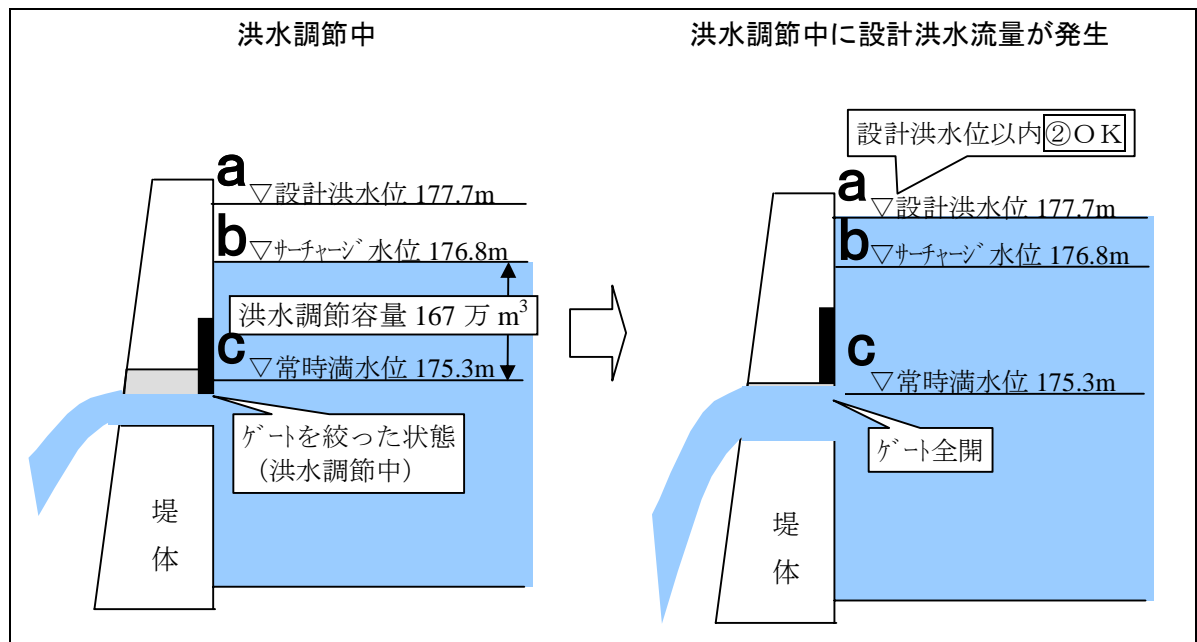 洪水調節中
a
▽設計洪水位 177.7m
b
▽ｻｰﾁｬｰｼﾞ水位 176.8m
洪水調節容量 167 万 m³
c
▽常時満水位 175.3m
ｹﾞｰﾄを絞った状態
(洪水調節中)
堤
体
洪水調節中に設計洪水流量が発生
設計洪水位以内②ＯＫ
a
▽設計洪水位 177.7m
b
▽ｻｰﾁｬｰｼﾞ水位 176.8m
c
▽常時満水位 175.3m
ｹﾞｰﾄ全開
堤
体